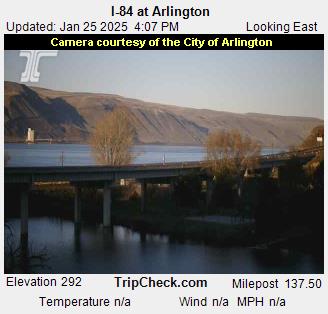 I-84 at Arlington
Updated: Jan 25 2025 4:07 PM Looking East
Camera courtesy of the City of Arlington
Elevation 292 TripCheck.com Milepost 137.50
Temperature n/a Wind n/a MPH n/a